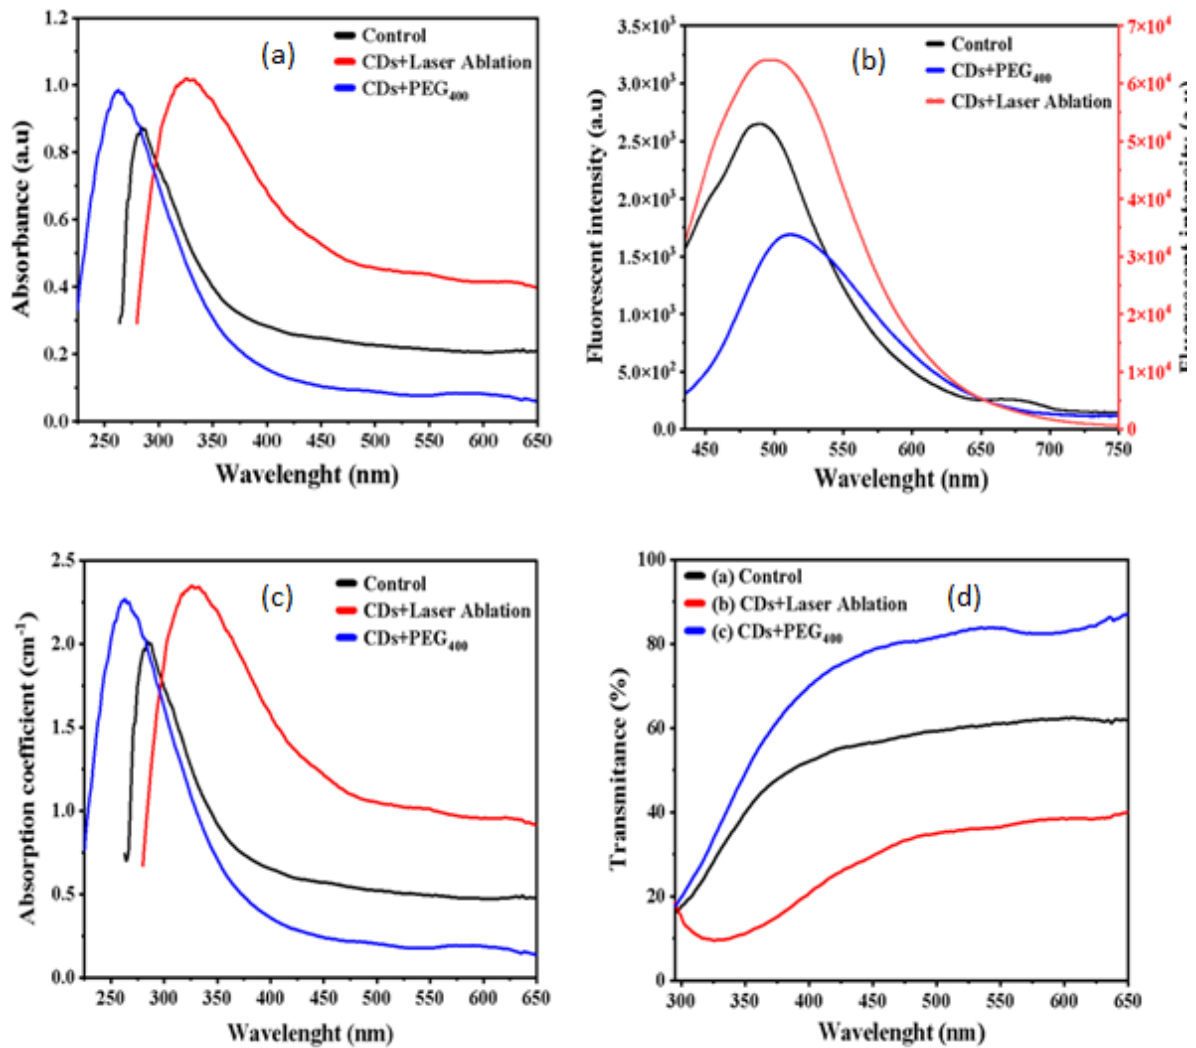 (a)
Control
CDs+Laser Ablation
CDs+PEG400
Absorbance (a.u)
1.2
1.0
0.8
0.6
0.4
0.2
0.0
250 300 350 400 450 500 550 600 650
Wavelenght (nm)
(b)
Control
CDs+PEG400
CDs+Laser Ablation
Fluorescent intensity (a.u)
3.5×10³
3.0×10³
2.5×10³
2.0×10³
1.5×10³
1.0×10³
5.0×10²
0.0
7×10⁴
6×10⁴
5×10⁴
4×10⁴
3×10⁴
2×10⁴
1×10⁴
0
Fluorescent intensity (a.u)
450 500 550 600 650 700 750
Wavelenght (nm)
(c)
Control
CDs+Laser Ablation
CDs+PEG400
Absorption coefficient (cm⁻¹)
2.5
2.0
1.5
1.0
0.5
0.0
250 300 350 400 450 500 550 600 650
Wavelenght (nm)
(d)
(a) Control
(b) CDs+Laser Ablation
(c) CDs+PEG400
Transmitance (%)
100
80
60
40
20
0
300 350 400 450 500 550 600 650
Wavelenght (nm)